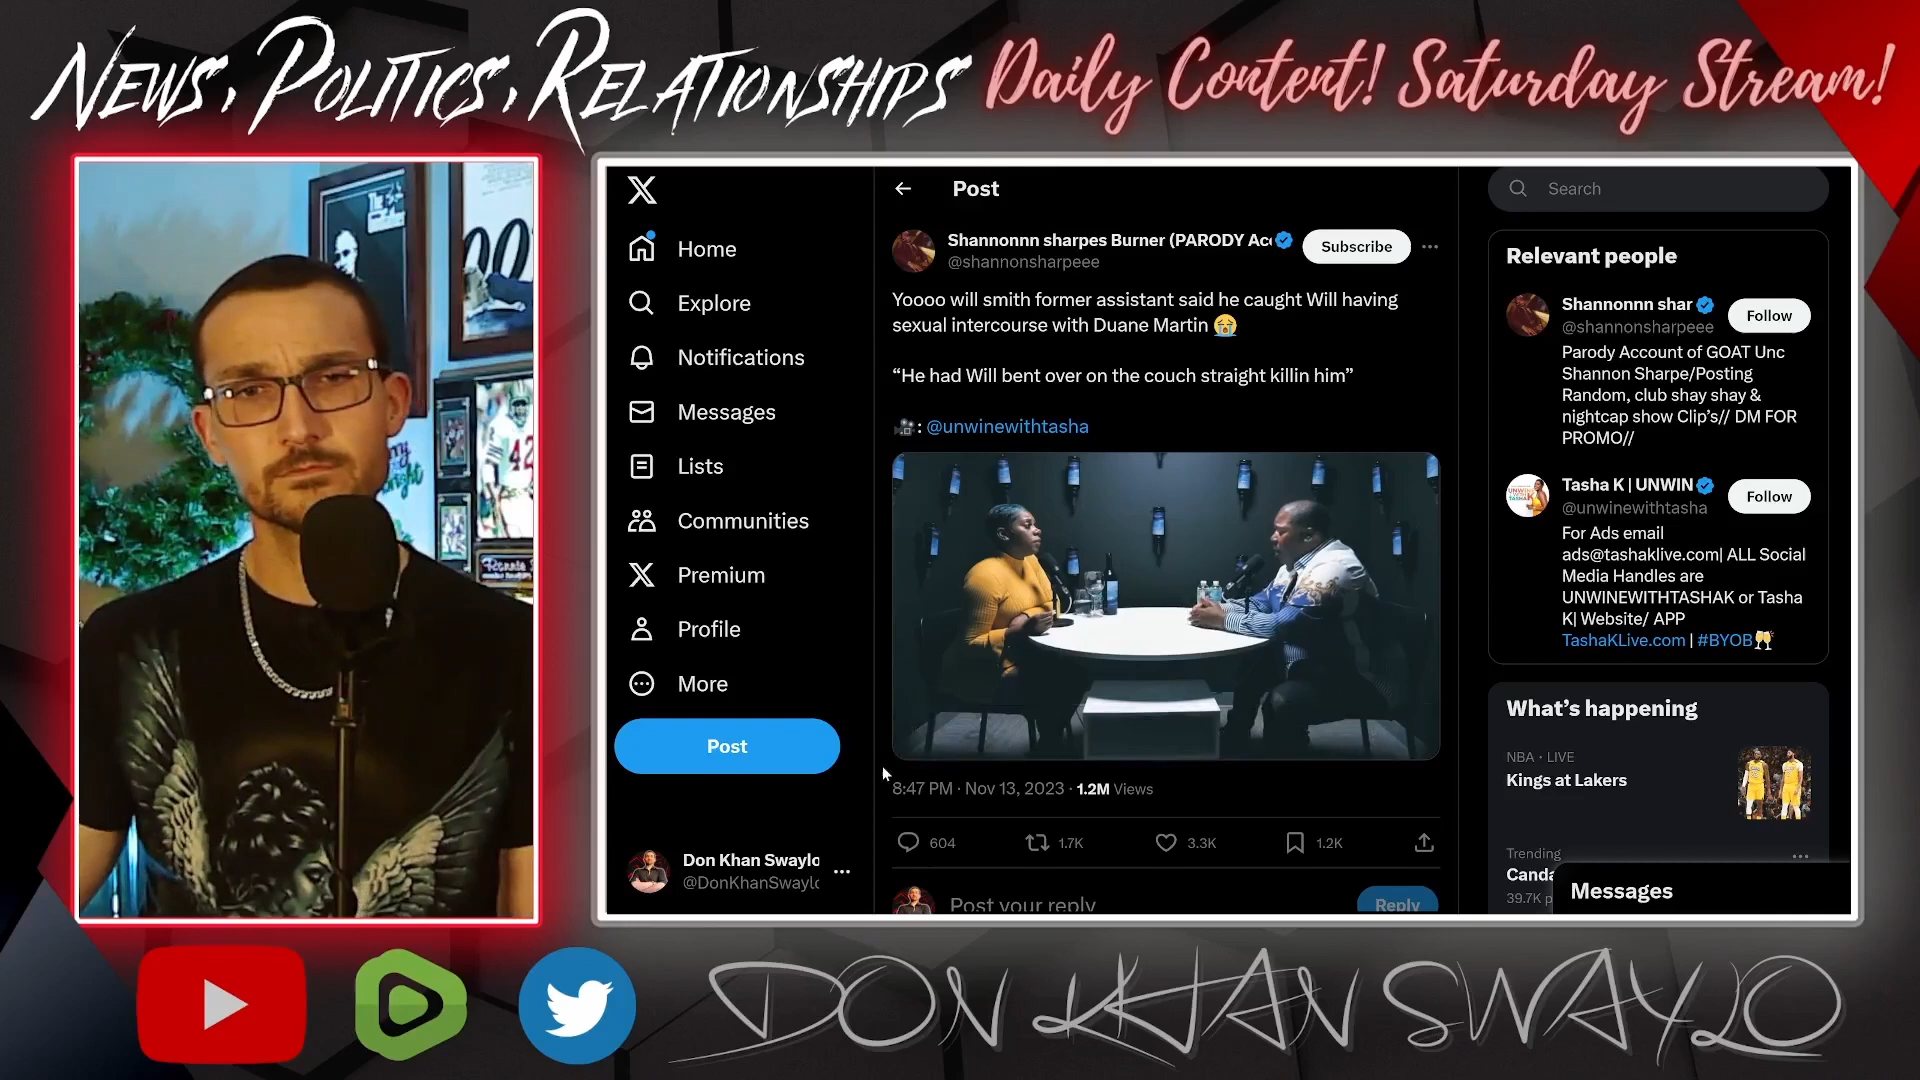 NEWS, POLITICS, RELATIONSHIPS Daily Content! Saturday Stream!
Home
Explore
Notifications
Messages
Lists
Communities
Premium
Profile
More
Post
Don Khan Swaylo
@DonKhanSwaylo
Post
Shannonnn sharpes Burner (PARODY Acc
@shannonsharpeee
Subscribe
Yoooo will smith former assistant said he caught Will having
sexual intercourse with Duane Martin 😭
“He had Will bent over on the couch straight killin him”
🎥: @unwinewithtasha
8:47 PM · Nov 13, 2023 · 1.2M Views
604 1.7K 3.3K 1.2K
Post your reply
Reply
Search
Relevant people
Shannonnn shar
@shannonsharpeee
Follow
Parody Account of GOAT Unc
Shannon Sharpe/Posting
Random, club shay shay &
nightcap show Clip’s// DM FOR
PROMO//
Tasha K | UNWIN
@unwinewithtasha
Follow
For Ads email
ads@tashaklive.com| ALL Social
Media Handles are
UNWINEWITHTASHAK or Tasha
K| Website/ APP
TashaKLive.com | #BYOB🥂
What’s happening
NBA · LIVE
Kings at Lakers
Trending
Canda
39.7K p
Messages
DON KHAN SWAYLO